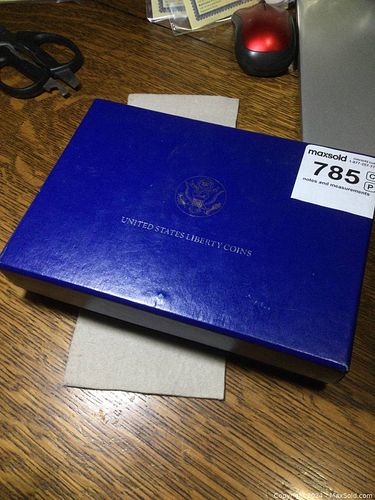 maxsold
785
C
P
notes and measurements
UNITED STATES LIBERTY COINS
Copyright 2024 - MaxSold.com